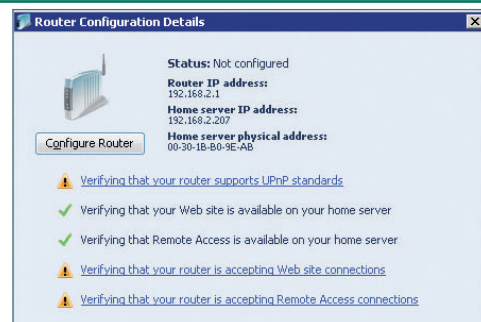 Router Configuration Details
Status: Not configured
Router IP address:
192.168.2.1
Home server IP address:
192.168.2.207
Home server physical address:
00-30-1B-B0-9E-AB
Configure Router
Verifying that your router supports UPnP standards
Verifying that your Web site is available on your home server
Verifying that Remote Access is available on your home server
Verifying that your router is accepting Web site connections
Verifying that your router is accepting Remote Access connections